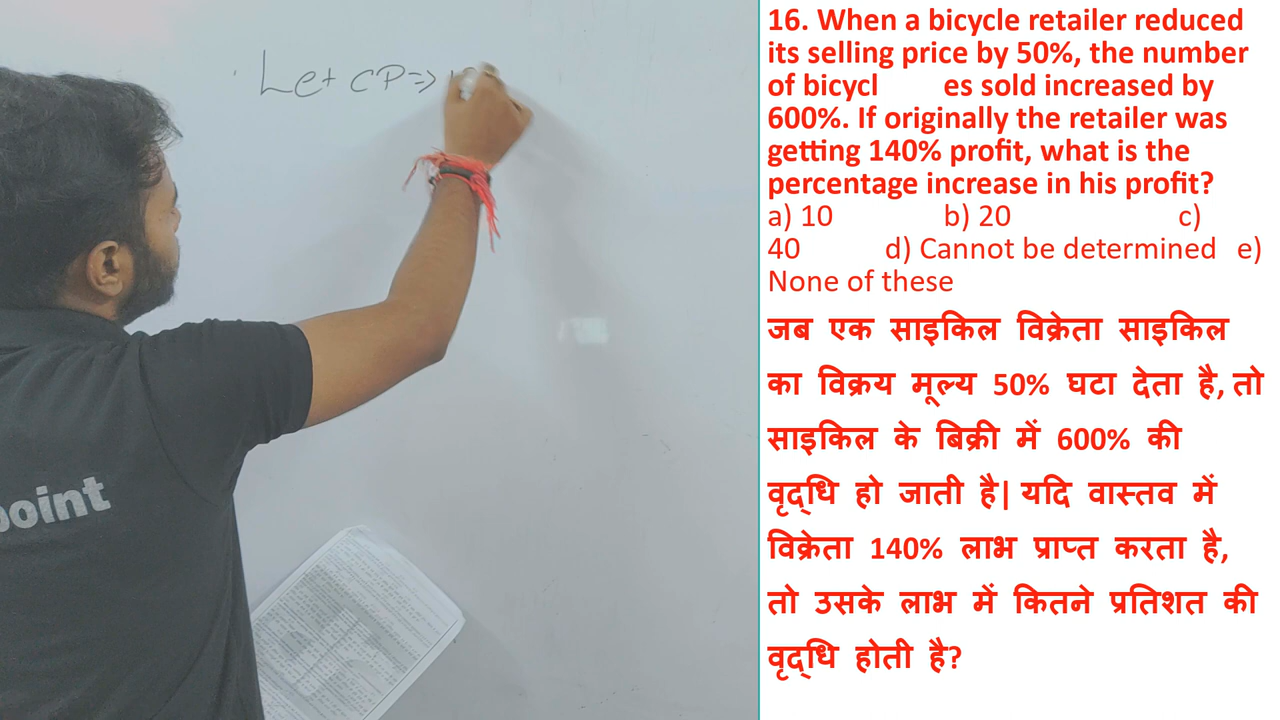 Let CP =>
point
16. When a bicycle retailer reduced
its selling price by 50%, the number
of bicycl es sold increased by
600%. If originally the retailer was
getting 140% profit, what is the
percentage increase in his profit?
a) 10 b) 20 c)
40 d) Cannot be determined e)
None of these
जब एक साइकिल विक्रेता साइकिल
का विक्रय मूल्य 50% घटा देता है, तो
साइकिल के बिक्री में 600% की
वृद्धि हो जाती है| यदि वास्तव में
विक्रेता 140% लाभ प्राप्त करता है,
तो उसके लाभ में कितने प्रतिशत की
वृद्धि होती है?